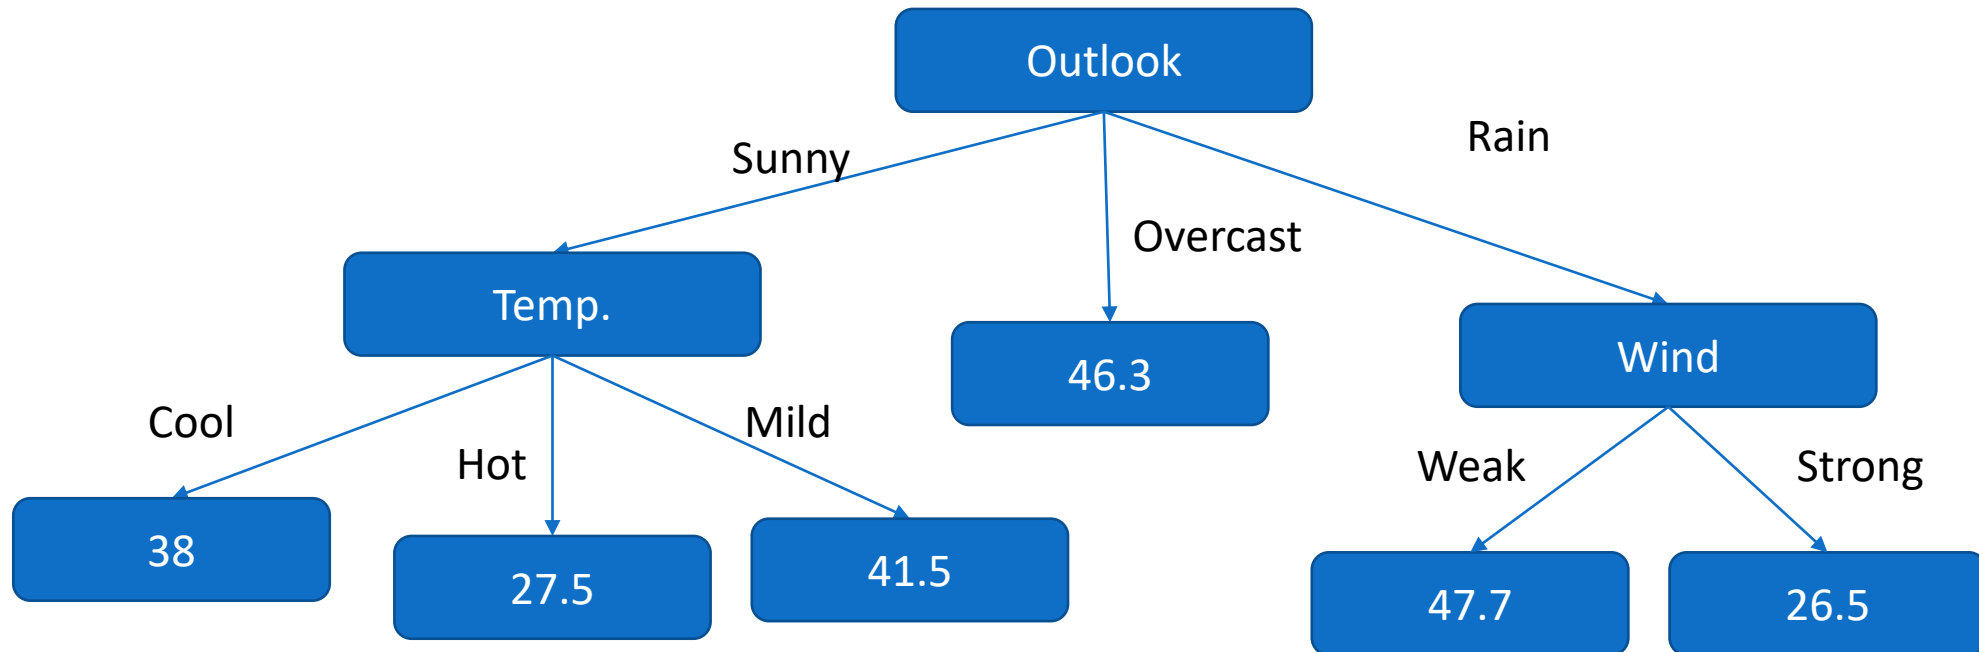 Outlook
Sunny
Overcast
Rain
Temp.
46.3
Wind
Cool
Hot
Mild
Weak
Strong
38
27.5
41.5
47.7
26.5